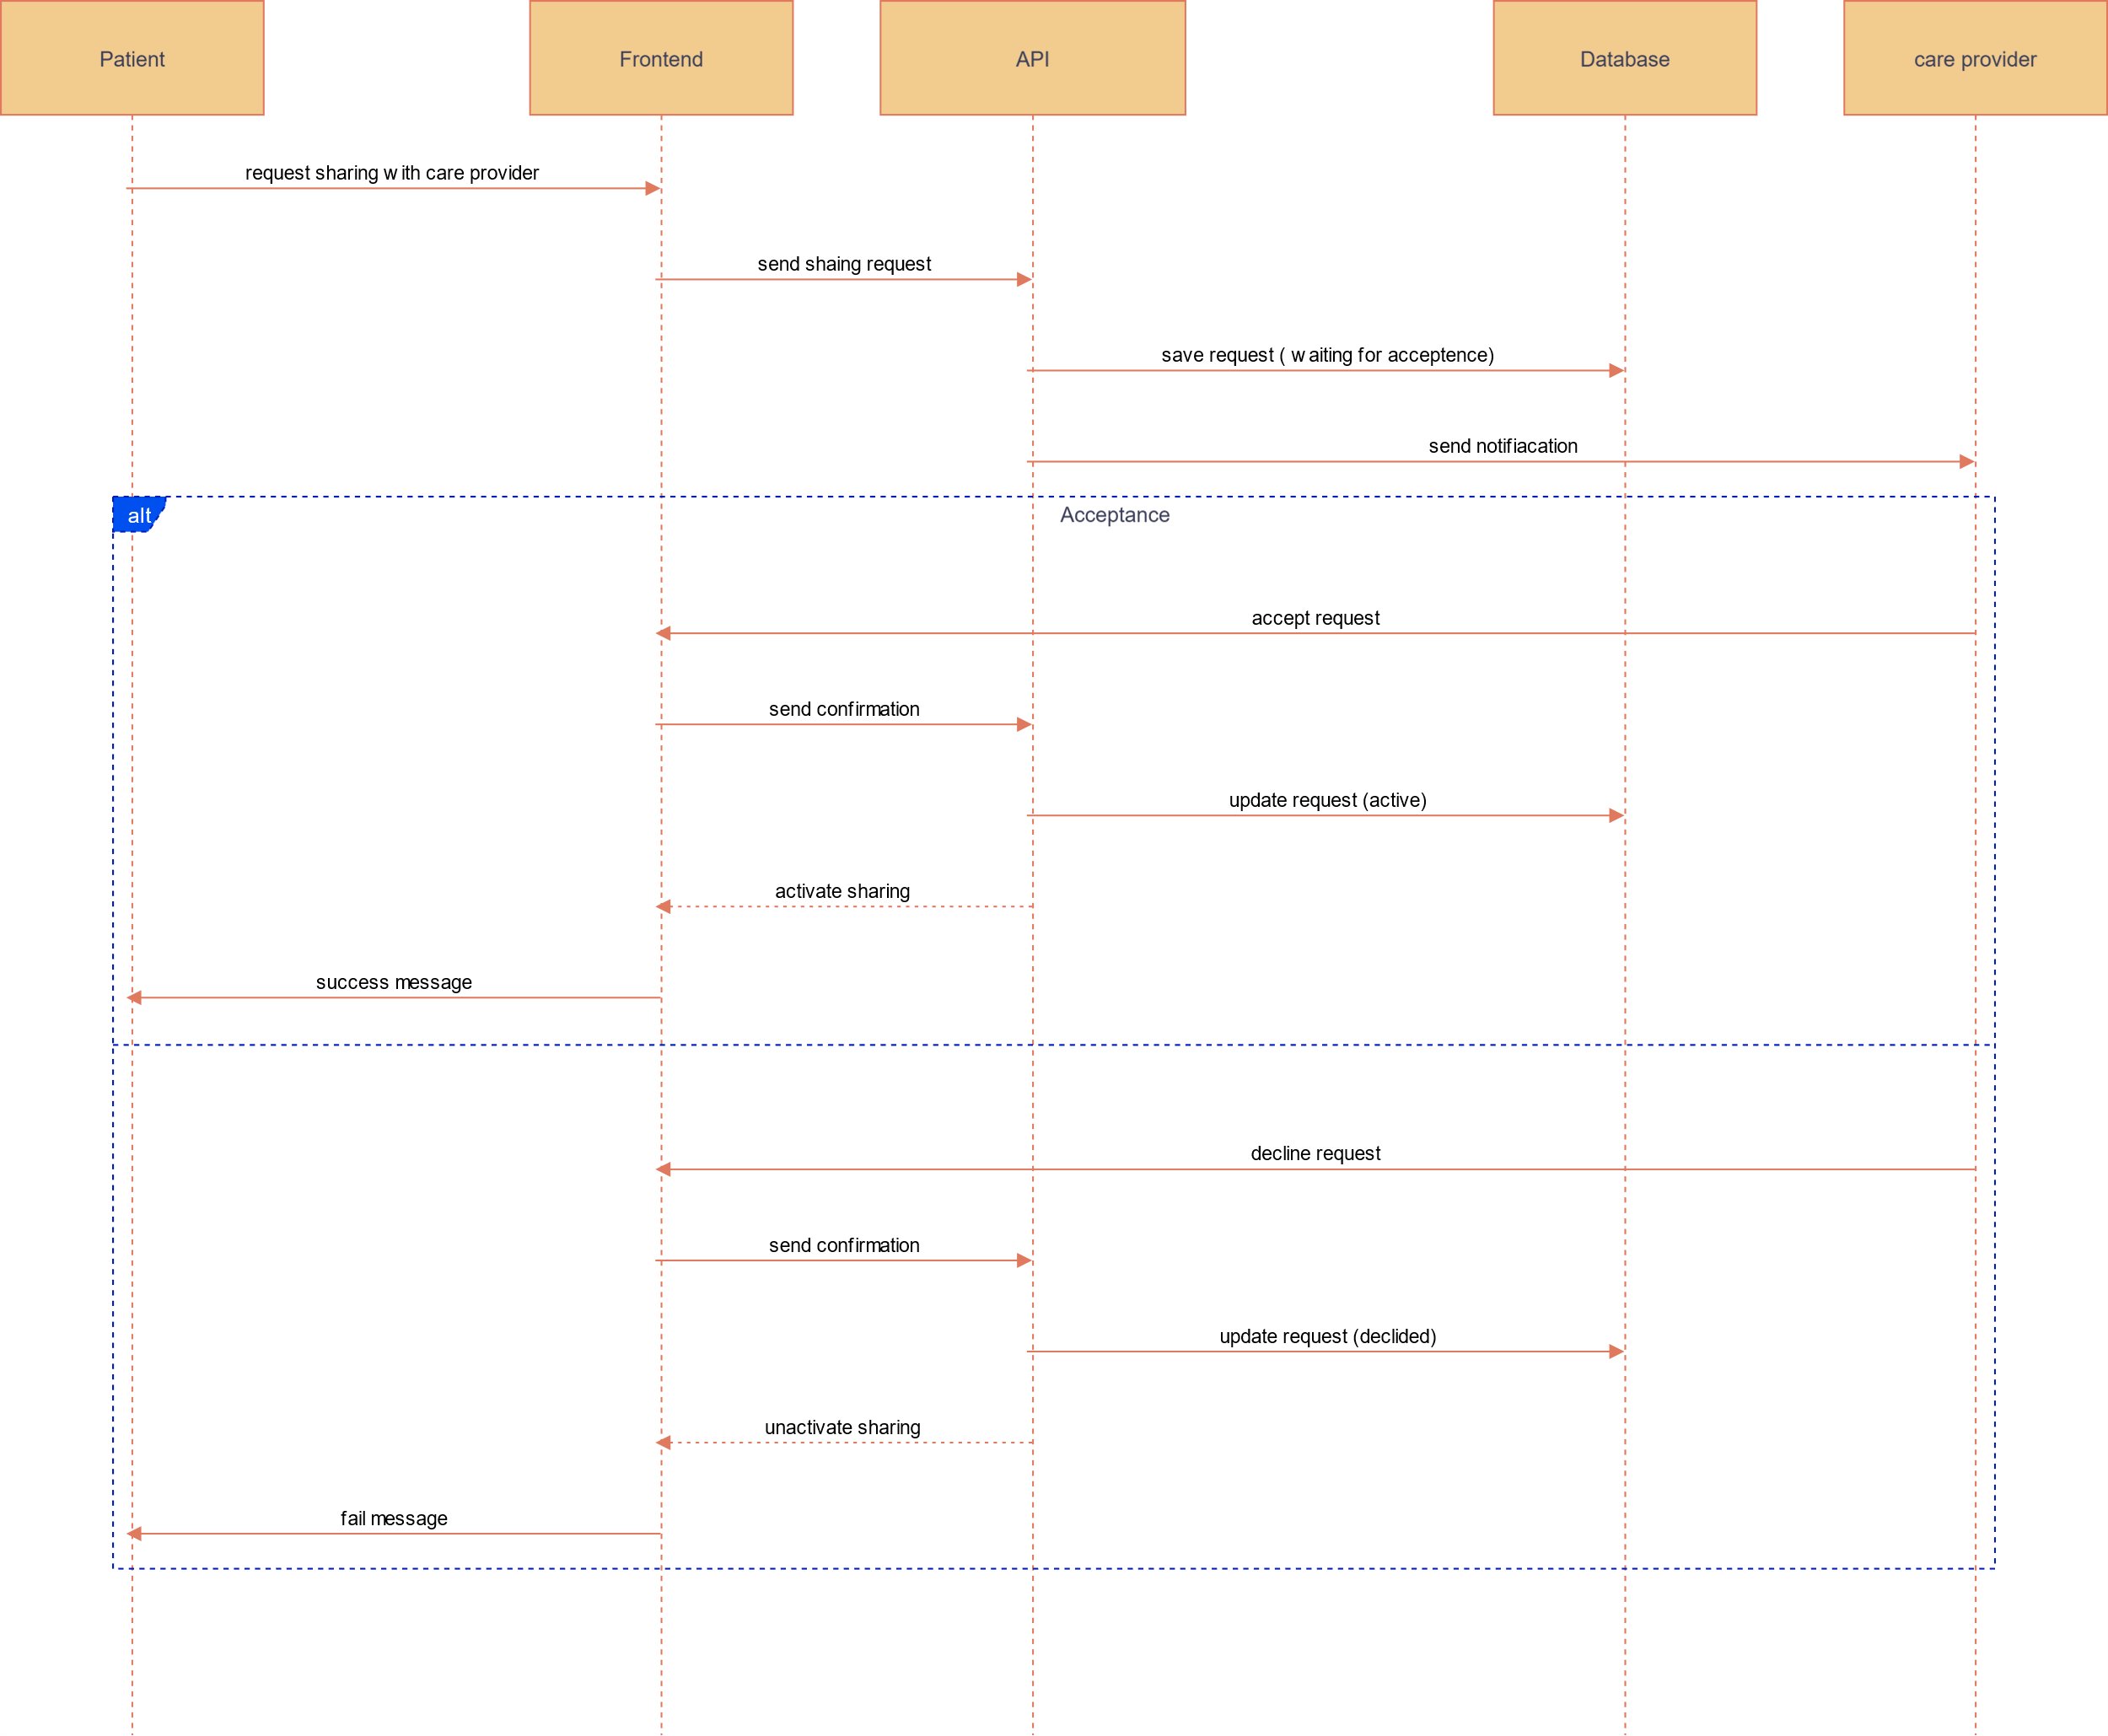 Patient
Frontend
API
Database
care provider
request sharing with care provider
send shaing request
save request ( waiting for acceptence)
send notifiacation
alt
Acceptance
accept request
send confirmation
update request (active)
activate sharing
success message
decline request
send confirmation
update request (declided)
unactivate sharing
fail message